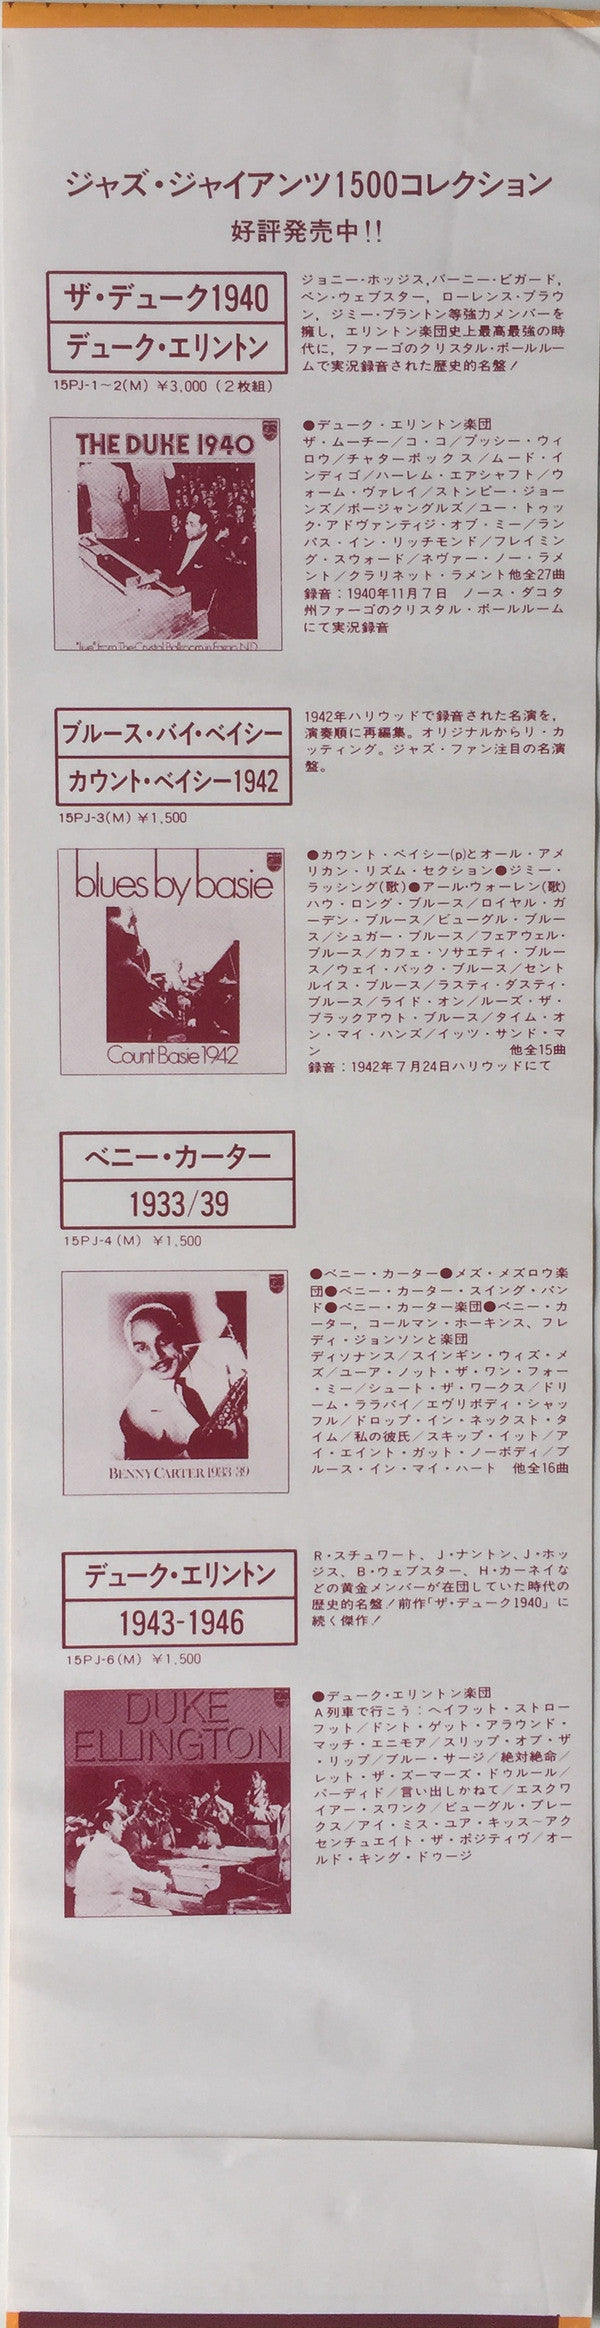 ジャズ・ジャイアンツ1500コレクション
好評発売中!!
ザ・デューク1940
デューク・エリントン
15PJ-1~2(M) ¥3,000 (2枚組)
ジョニー・ホッジス,バーニー・ビガード,
ベン・ウェブスター, ローレンス・ブラウ
ン, ジミー・ブラントン等強力メンバーを
擁し, エリントン楽団史上最高最強の時
代に, ファーゴのクリスタル・ボールルー
ムで実況録音された歴史的名盤!
THE DUKE 1940
"live" from The Crystal Ballroom in Fargo, N.D.
●デューク・エリントン楽団
ザ・ムーチー/コ・コ/プッシー・ウィ
ロウ/チャターボックス/ムード・イ
ンディゴ/ハーレム・エアシャフト/ウ
ォーム・ヴァレイ/ストンピー・ジョー
ンズ/ボージャングルズ/ユー・トゥッ
ク・アドヴァンティジ・オブ・ミー/ラン
パス・イン・リッチモンド/フレイミン
グ・スウォード/ネヴァー・ノー・ラメ
ント/クラリネット・ラメント他全27曲
録音:1940年11月7日 ノース・ダコタ
州ファーゴのクリスタル・ボールルーム
にて実況録音
ブルース・バイ・ベイシー
カウント・ベイシー1942
15PJ-3(M) ¥1,500
1942年ハリウッドで録音された名演を,
演奏順に再編集。オリジナルからリ・カ
ッティング。ジャズ・ファン注目の名演
盤。
blues by basie
Count Basie 1942
●カウント・ベイシー(p)とオール・アメ
リカン・リズム・セクション●ジミー・
ラッシング(歌)●アール・ウォーレン(歌)
ハウ・ロング・ブルース/ロイヤル・ガ
ーデン・ブルース/ビューグル・ブルー
ス/シュガー・ブルース/フェアウェル・
ブルース/カフェ・ソサエティ・ブルー
ス/ウェイ・バック・ブルース/セント
ルイス・ブルース/ラスティ・ダスティ・
ブルース/ライド・オン/ルーズ・ザ・
ブラックアウト・ブルース/タイム・オ
ン・マイ・ハンズ/イッツ・サンド・マ
ン 他全15曲
録音:1942年7月24日ハリウッドにて
ベニー・カーター
1933/39
15PJ-4(M) ¥1,500
BENNY CARTER 1933/39
●ベニー・カーター●メズ・メズロウ楽
団●ベニー・カーター・スイング・バン
ド●ベニー・カーター楽団●ベニー・カ
ーター, コールマン・ホーキンス、フレ
ディ・ジョンソンと楽団
ディソナンス/スインギン・ウィズ・メ
ズ/ユーア・ノット・ザ・ワン・フォー
・ミー/シュート・ザ・ワークス/ドリ
ーム・ララバイ/エヴリボディ・シャッ
フル/ドロップ・イン・ネックスト・タ
イム/私の彼氏/スキップ・イット/ア
イ・エイント・ガット・ノーボディ/ブ
ルース・イン・マイ・ハート 他全16曲
デューク・エリントン
1943-1946
15PJ-6(M) ¥1,500
R・スチュワート、J・ナントン、J・ホッ
ジス、B・ウェブスター、H・カーネイな
どの黄金メンバーが在団していた時代の
歴史的名盤!前作「ザ・デューク1940」に
続く傑作!
DUKE
ELLINGTON
●デューク・エリントン楽団
A列車で行こう:ヘイフット・ストロー
フット/ドント・ゲット・アラウンド・
マッチ・エニモア/スリップ・オブ・ザ
・リップ/ブルー・サージ/絶対絶命/
レット・ザ・ズーマーズ・ドゥルール/
パーディド/言い出しかねて/エスクワ
イアー・スワンク/ビューグル・ブレー
クス/アイ・ミス・ユア・キッス~アク
センチュエイト・ザ・ポジティヴ/オー
ルド・キング・ドゥージ